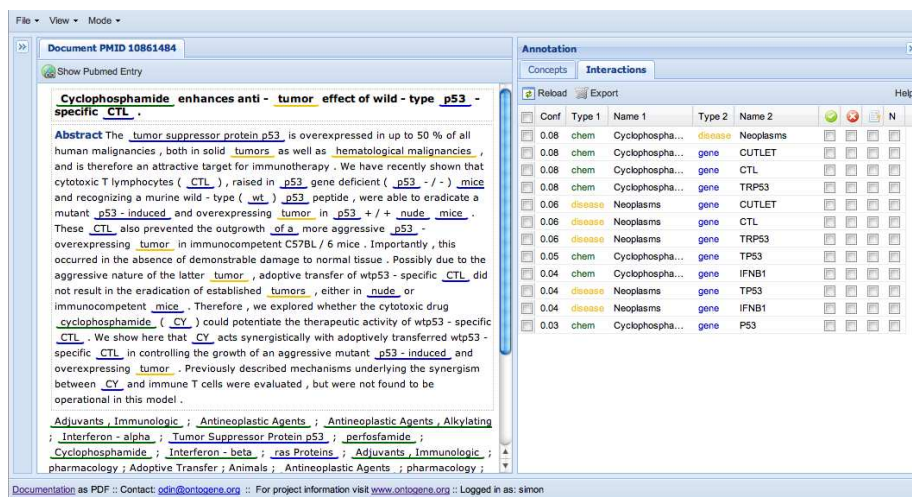 File View Mode
Document PMID 10861484
Show Pubmed Entry
Cyclophosphamide enhances anti - tumor effect of wild - type p53 -
specific CTL .
Abstract The tumor suppressor protein p53 is overexpressed in up to 50 % of all
human malignancies , both in solid tumors as well as hematological malignancies ,
and is therefore an attractive target for immunotherapy . We have recently shown that
cytotoxic T lymphocytes ( CTL ) , raised in p53 gene deficient ( p53 - / - ) mice
and recognizing a murine wild - type ( wt ) p53 peptide , were able to eradicate a
mutant p53 - induced and overexpressing tumor in p53 + / + nude mice .
These CTL also prevented the outgrowth of a more aggressive p53 -
overexpressing tumor in immunocompetent C57BL / 6 mice . Importantly , this
occurred in the absence of demonstrable damage to normal tissue . Possibly due to the
aggressive nature of the latter tumor , adoptive transfer of wtp53 - specific CTL did
not result in the eradication of established tumors , either in nude or
immunocompetent mice . Therefore , we explored whether the cytotoxic drug
cyclophosphamide ( CY ) could potentiate the therapeutic activity of wtp53 - specific
CTL . We show here that CY acts synergistically with adoptively transferred wtp53 -
specific CTL in controlling the growth of an aggressive mutant p53 - induced and
overexpressing tumor . Previously described mechanisms underlying the synergism
between CY and immune T cells were evaluated , but were not found to be
operational in this model .
Adjuvants , Immunologic ; Antineoplastic Agents ; Antineoplastic Agents , Alkylating
; Interferon - alpha ; Tumor Suppressor Protein p53 ; perfosfamide ;
Cyclophosphamide ; Interferon - beta ; ras Proteins ; Adjuvants , Immunologic ;
pharmacology ; Adoptive Transfer ; Animals ; Antineoplastic Agents ; pharmacology ;
Annotation
Concepts Interactions
Reload Export Help
Conf Type 1 Name 1 Type 2 Name 2 N
0.08 chem Cyclophospha... disease Neoplasms
0.08 chem Cyclophospha... gene CUTLET
0.08 chem Cyclophospha... gene CTL
0.08 chem Cyclophospha... gene TRP53
0.06 disease Neoplasms gene CUTLET
0.06 disease Neoplasms gene CTL
0.06 disease Neoplasms gene TRP53
0.05 chem Cyclophospha... gene TP53
0.04 chem Cyclophospha... gene IFNB1
0.04 disease Neoplasms gene TP53
0.04 disease Neoplasms gene IFNB1
0.03 chem Cyclophospha... gene P53
Documentation as PDF :: Contact: odin@ontogene.org :: For project information visit www.ontogene.org :: Logged in as: simon